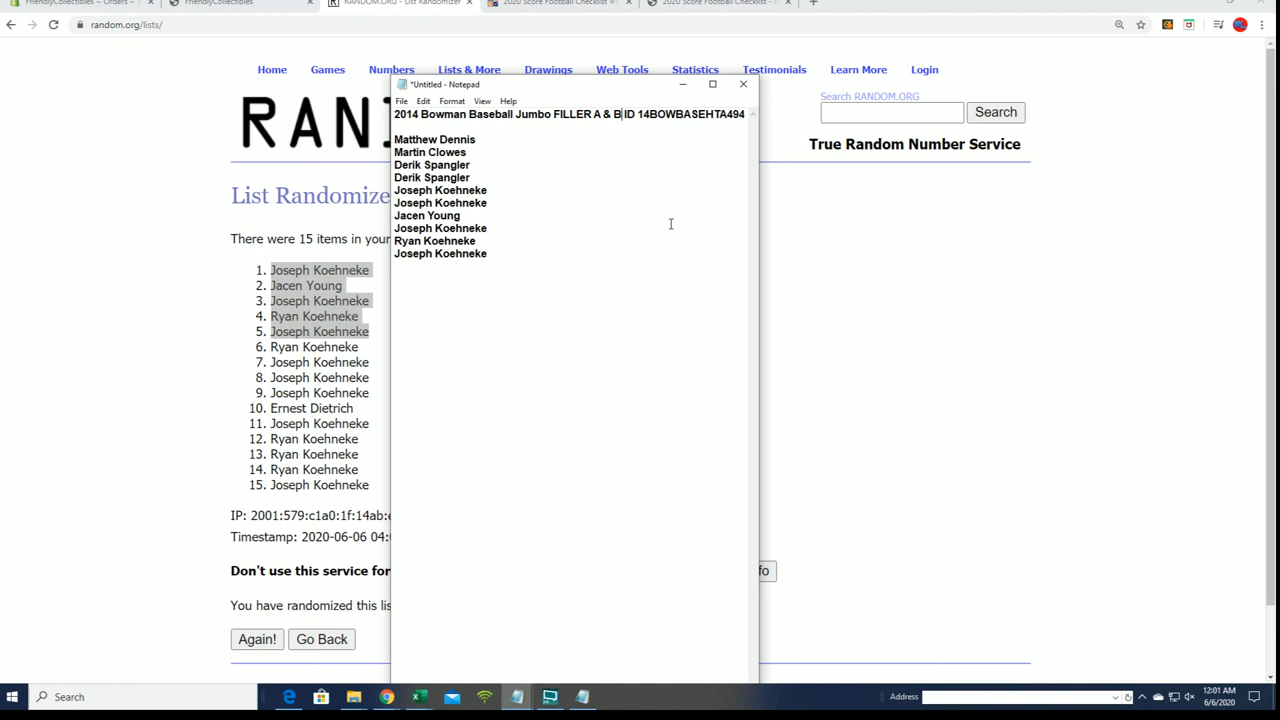 FriendlyCollectibles – Orders
FriendlyCollectibles
RANDOM.ORG - List Randomizer
2020 Score Football Checklist
2020 Score Football Checklist
random.org/lists/
Home Games Numbers Lists & More Drawings Web Tools Statistics Testimonials Learn More Login
Search RANDOM.ORG
Search
True Random Number Service
RAN
List Randomize
There were 15 items in your
1. Joseph Koehneke
2. Jacen Young
3. Joseph Koehneke
4. Ryan Koehneke
5. Joseph Koehneke
6. Ryan Koehneke
7. Joseph Koehneke
8. Joseph Koehneke
9. Joseph Koehneke
10. Ernest Dietrich
11. Joseph Koehneke
12. Ryan Koehneke
13. Ryan Koehneke
14. Ryan Koehneke
15. Joseph Koehneke
IP: 2001:579:c1a0:1f:14ab:
Timestamp: 2020-06-06 04:
Don't use this service for
fo
You have randomized this lis
Again! Go Back
*Untitled - Notepad
File Edit Format View Help
2014 Bowman Baseball Jumbo FILLER A & B ID 14BOWBASEHTA494
Matthew Dennis
Martin Clowes
Derik Spangler
Derik Spangler
Joseph Koehneke
Joseph Koehneke
Jacen Young
Joseph Koehneke
Ryan Koehneke
Joseph Koehneke
Search
Address
12:01 AM
6/6/2020